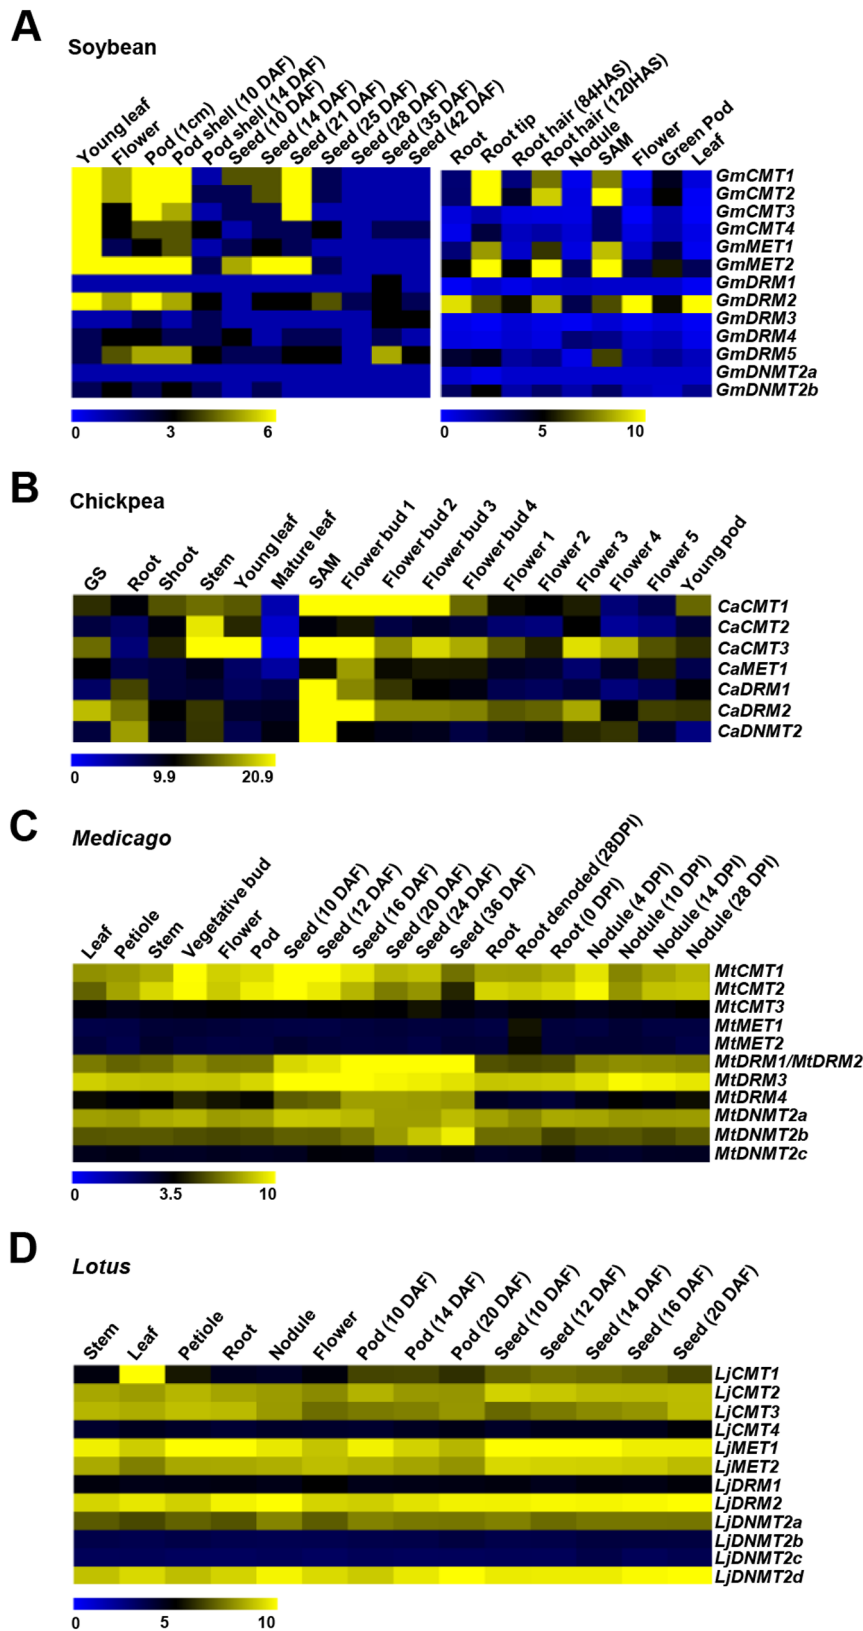 A
Soybean
Young leaf
Flower
Pod (1cm)
Pod shell (10 DAF)
Pod shell (14 DAF)
Seed (10 DAF)
Seed (14 DAF)
Seed (21 DAF)
Seed (25 DAF)
Seed (28 DAF)
Seed (35 DAF)
Seed (42 DAF)
Root
Root tip
Root hair (84HAS)
Root hair (120HAS)
Nodule
SAM
Flower
Green Pod
Leaf
GmCMT1
GmCMT2
GmCMT3
GmCMT4
GmMET1
GmMET2
GmDRM1
GmDRM2
GmDRM3
GmDRM4
GmDRM5
GmDNMT2a
GmDNMT2b
0 3 6
0 5 10
B
Chickpea
GS
Root
Shoot
Stem
Young leaf
Mature leaf
SAM
Flower bud 1
Flower bud 2
Flower bud 3
Flower bud 4
Flower 1
Flower 2
Flower 3
Flower 4
Flower 5
Young pod
CaCMT1
CaCMT2
CaCMT3
CaMET1
CaDRM1
CaDRM2
CaDNMT2
0 9.9 20.9
C
Medicago
Leaf
Petiole
Stem
Vegetative bud
Flower
Pod
Seed (10 DAF)
Seed (12 DAF)
Seed (16 DAF)
Seed (20 DAF)
Seed (24 DAF)
Seed (36 DAF)
Root
Root denoded (28DPI)
Root (0 DPI)
Nodule (4 DPI)
Nodule (10 DPI)
Nodule (14 DPI)
Nodule (28 DPI)
MtCMT1
MtCMT2
MtCMT3
MtMET1
MtMET2
MtDRM1/MtDRM2
MtDRM3
MtDRM4
MtDNMT2a
MtDNMT2b
MtDNMT2c
0 3.5 10
D
Lotus
Stem
Leaf
Petiole
Root
Nodule
Flower
Pod (10 DAF)
Pod (14 DAF)
Pod (20 DAF)
Seed (10 DAF)
Seed (12 DAF)
Seed (14 DAF)
Seed (16 DAF)
Seed (20 DAF)
LjCMT1
LjCMT2
LjCMT3
LjCMT4
LjMET1
LjMET2
LjDRM1
LjDRM2
LjDNMT2a
LjDNMT2b
LjDNMT2c
LjDNMT2d
0 5 10